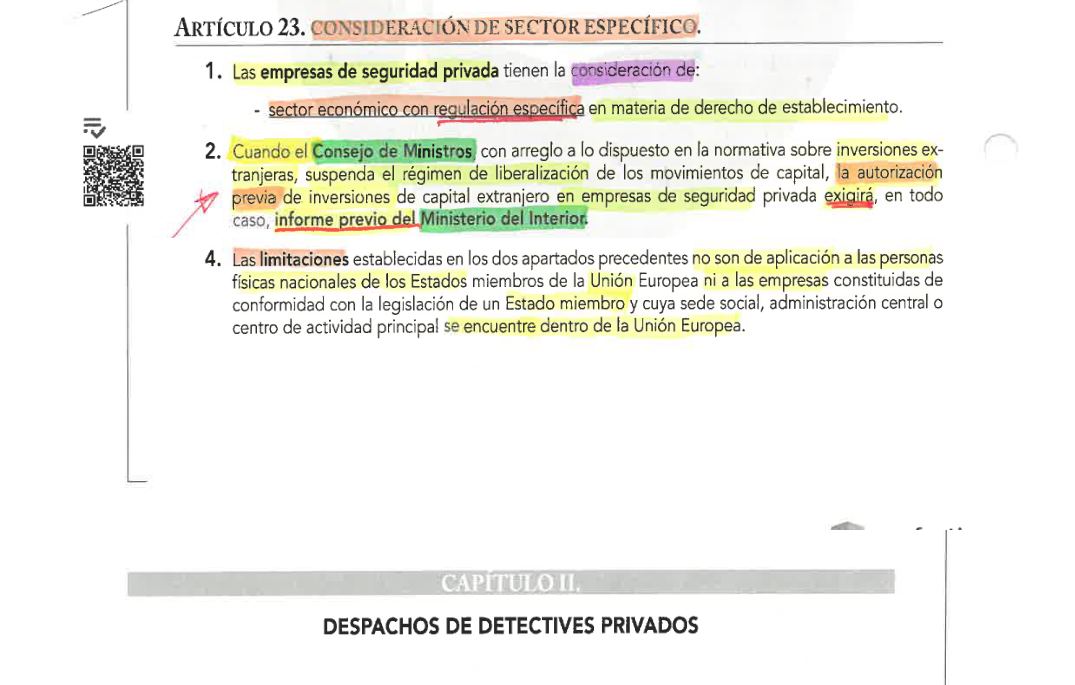 ARTÍCULO 23. CONSIDERACIÓN DE SECTOR ESPECÍFICO.
1. Las empresas de seguridad privada tienen la consideración de:
- sector económico con regulación específica en materia de derecho de establecimiento.
2. Cuando el Consejo de Ministros, con arreglo a lo dispuesto en la normativa sobre inversiones ex-
tranjeras, suspenda el régimen de liberalización de los movimientos de capital, la autorización
previa de inversiones de capital extranjero en empresas de seguridad privada exigirá, en todo
caso, informe previo del Ministerio del Interior.
4. Las limitaciones establecidas en los dos apartados precedentes no son de aplicación a las personas
físicas nacionales de los Estados miembros de la Unión Europea ni a las empresas constituidas de
conformidad con la legislación de un Estado miembro y cuya sede social, administración central o
centro de actividad principal se encuentre dentro de la Unión Europea.
CAPÍTULO II.
DESPACHOS DE DETECTIVES PRIVADOS